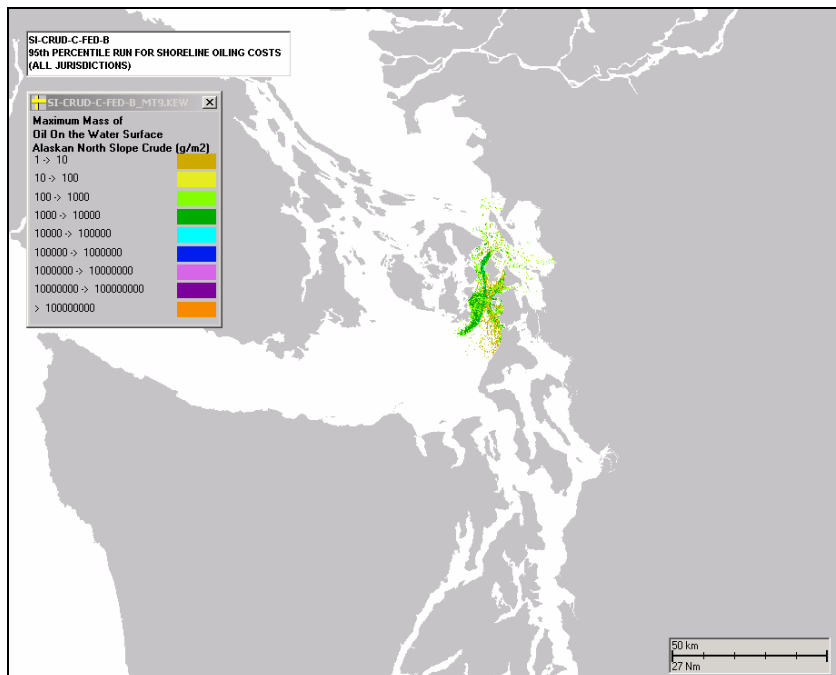 SI-CRUD-C-FED-B
95th PERCENTILE RUN FOR SHORELINE OILING COSTS
(ALL JURISDICTIONS)
SI-CRUD-C-FED-B_MT9.KEW
Maximum Mass of
Oil On the Water Surface
Alaskan North Slope Crude (g/m2)
1 -> 10
10 -> 100
100 -> 1000
1000 -> 10000
10000 -> 100000
100000 -> 1000000
1000000 -> 10000000
10000000 -> 100000000
> 100000000
50 km
27 Nm